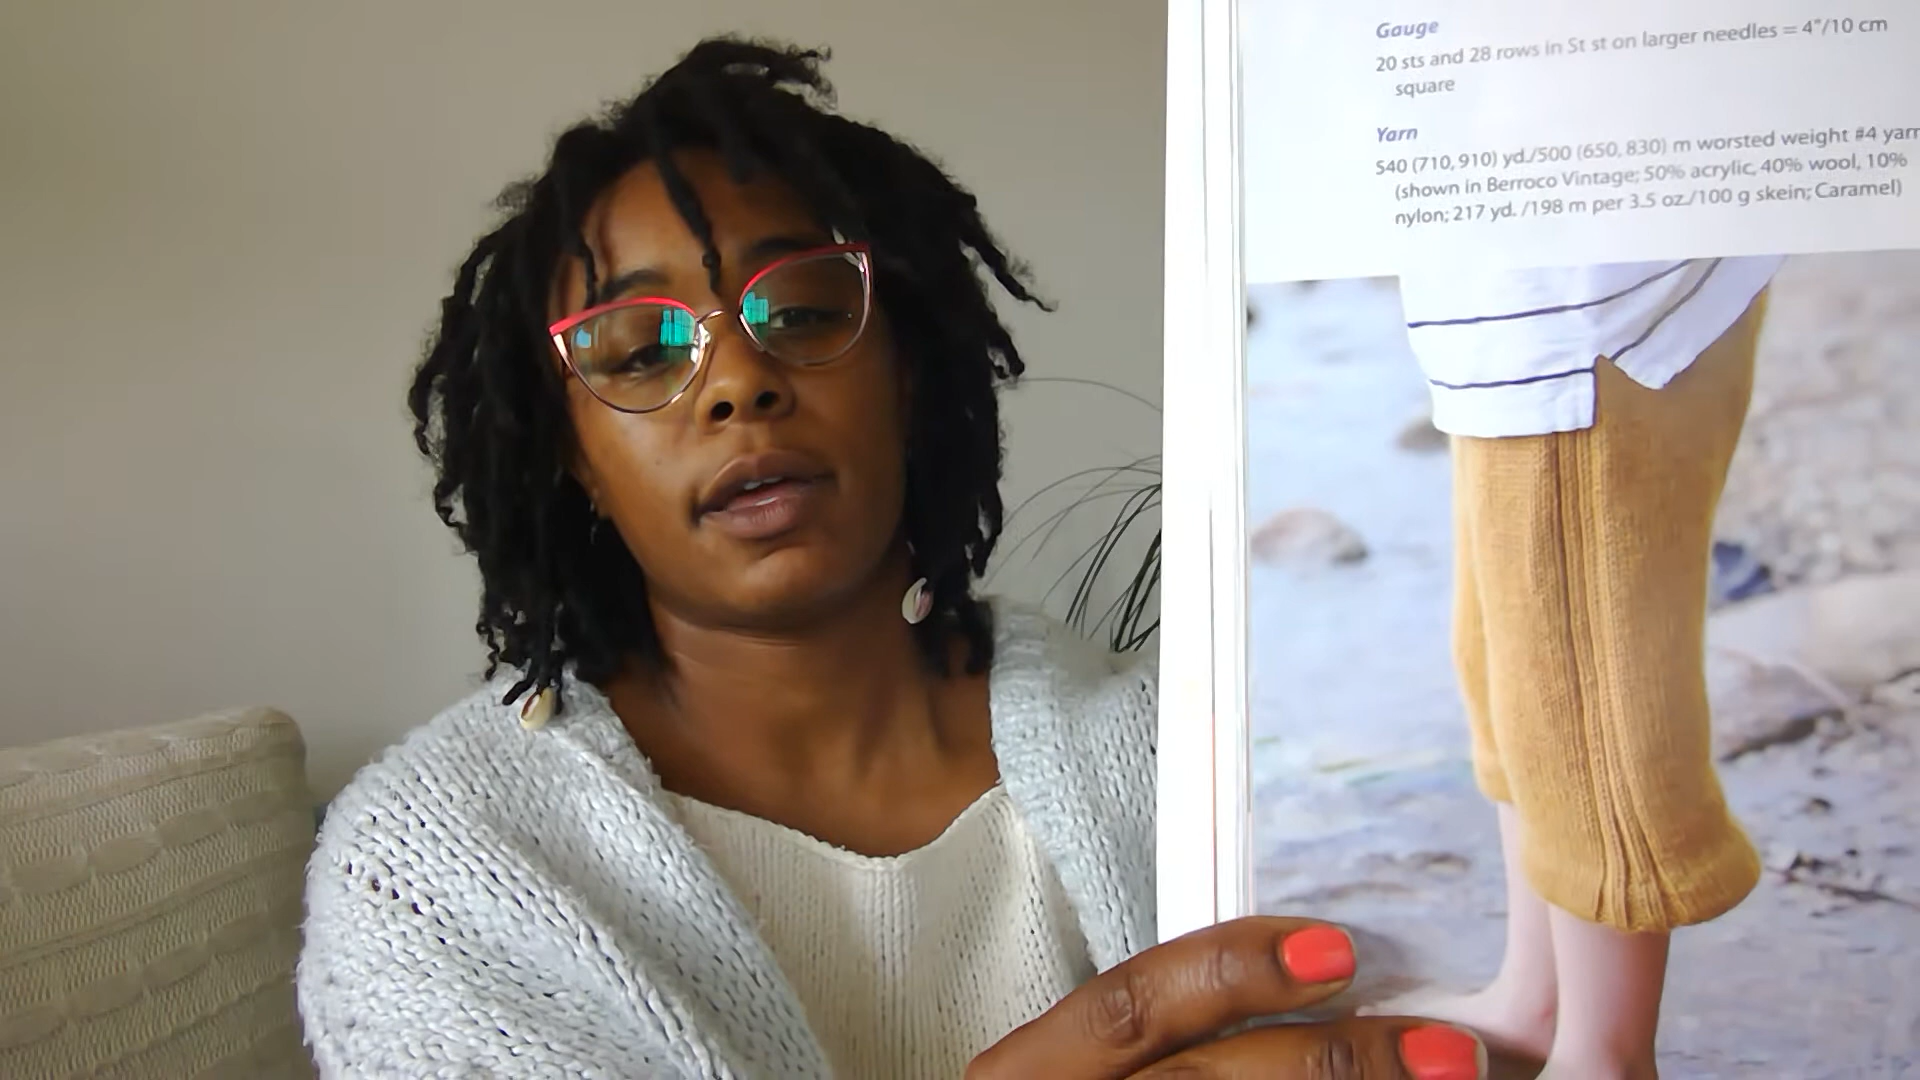 Gauge
20 sts and 28 rows in St st on larger needles = 4"/10 cm
square
Yarn
540 (710, 910) yd./500 (650, 830) m worsted weight #4 yarn
(shown in Berroco Vintage; 50% acrylic, 40% wool, 10%
nylon; 217 yd. /198 m per 3.5 oz./100 g skein; Caramel)